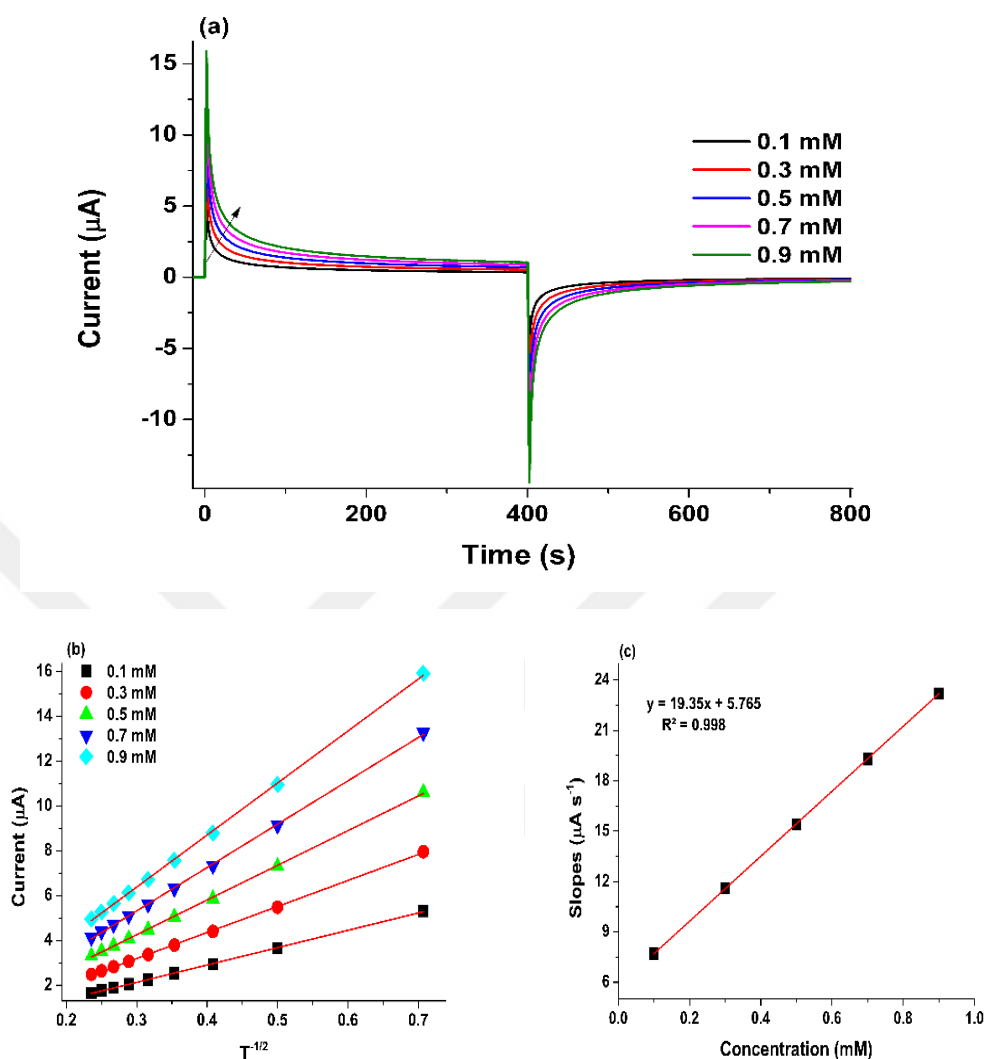 (a)
15
10
5
0
-5
-10
Current (µA)
0.1 mM
0.3 mM
0.5 mM
0.7 mM
0.9 mM
0 200 400 600 800
Time (s)
(b)
0.1 mM
0.3 mM
0.5 mM
0.7 mM
0.9 mM
16
14
12
10
8
6
4
2
Current (µA)
0.2 0.3 0.4 0.5 0.6 0.7
T^-1/2
(c)
y = 19.35x + 5.765
R² = 0.998
24
21
18
15
12
9
6
Slopes (µA s⁻¹)
0.0 0.2 0.4 0.6 0.8 1.0
Concentration (mM)